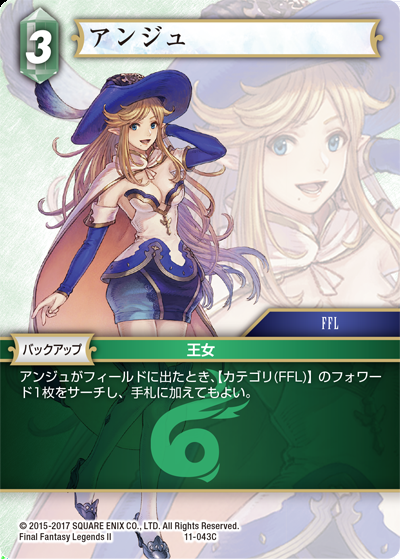 3
アンジュ
FFL
バックアップ
王女
アンジュがフィールドに出たとき、【カテゴリ(FFL)】のフォワー
ド1枚をサーチし、手札に加えてもよい。
© 2015-2017 SQUARE ENIX CO., LTD. All Rights Reserved.
Final Fantasy Legends II
11-043C